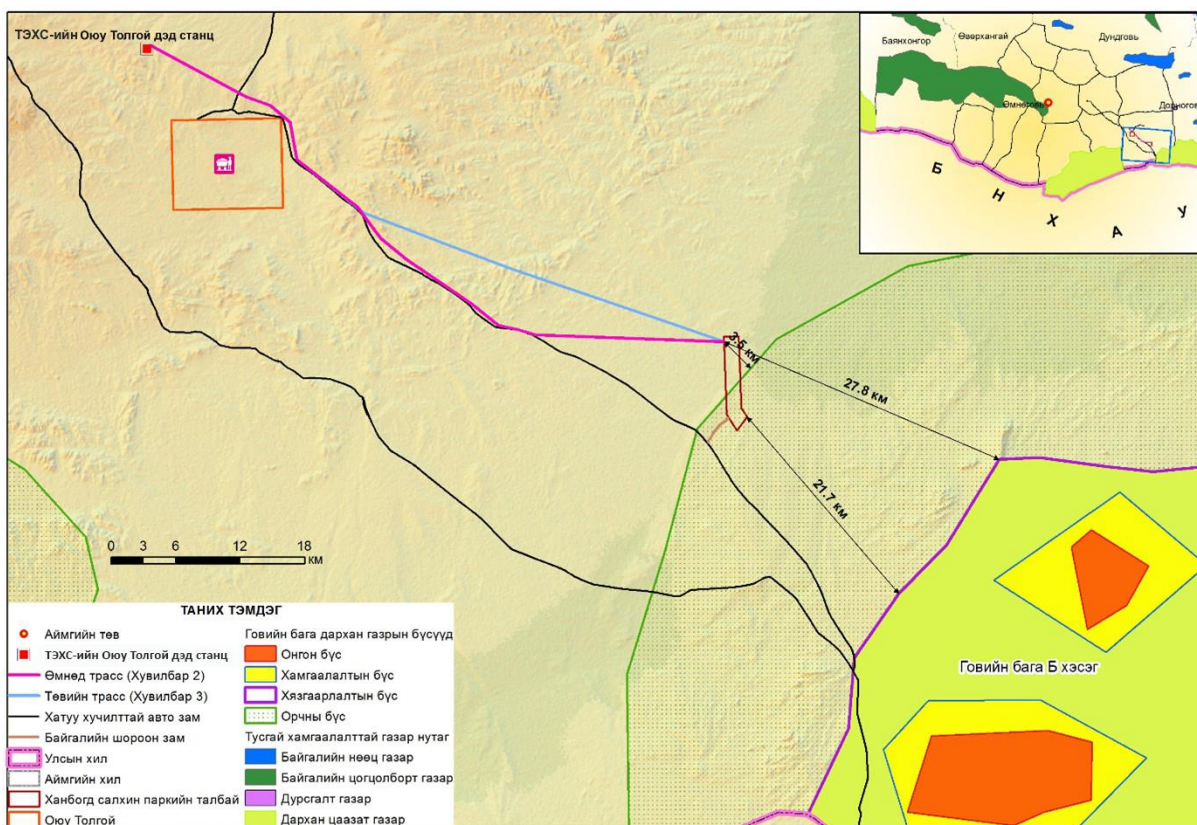 ТЭХС-ийн Оюу Толгой дэд станц
Баянхонгор
Өвөрхангай
Дундговь
Өмнөговь
Дорногов
Б Н Х А У
3.5 км
27.8 км
21.7 км
0 3 6 12 18
км
Говийн бага Б хэсэг
ТАНИХ ТЭМДЭГ
Аймгийн төв
ТЭХС-ийн Оюу Толгой дэд станц
Өмнөд трасс (Хувилбар 2)
Төвийн трасс (Хувилбар 3)
Хатуу хучилттай авто зам
Байгалийн шороон зам
Улсын хил
Аймгийн хил
Ханбогд салхин паркийн талбай
Оюу Толгой
Говийн бага дархан газрын бүсүүд
Онгон бүс
Хамгаалалтын бүс
Хязгаарлалтын бүс
Орчны бүс
Тусгай хамгаалалттай газар нутаг
Байгалийн нөөц газар
Байгалийн цогцолборт газар
Дурсгалт газар
Дархан цаазат газар